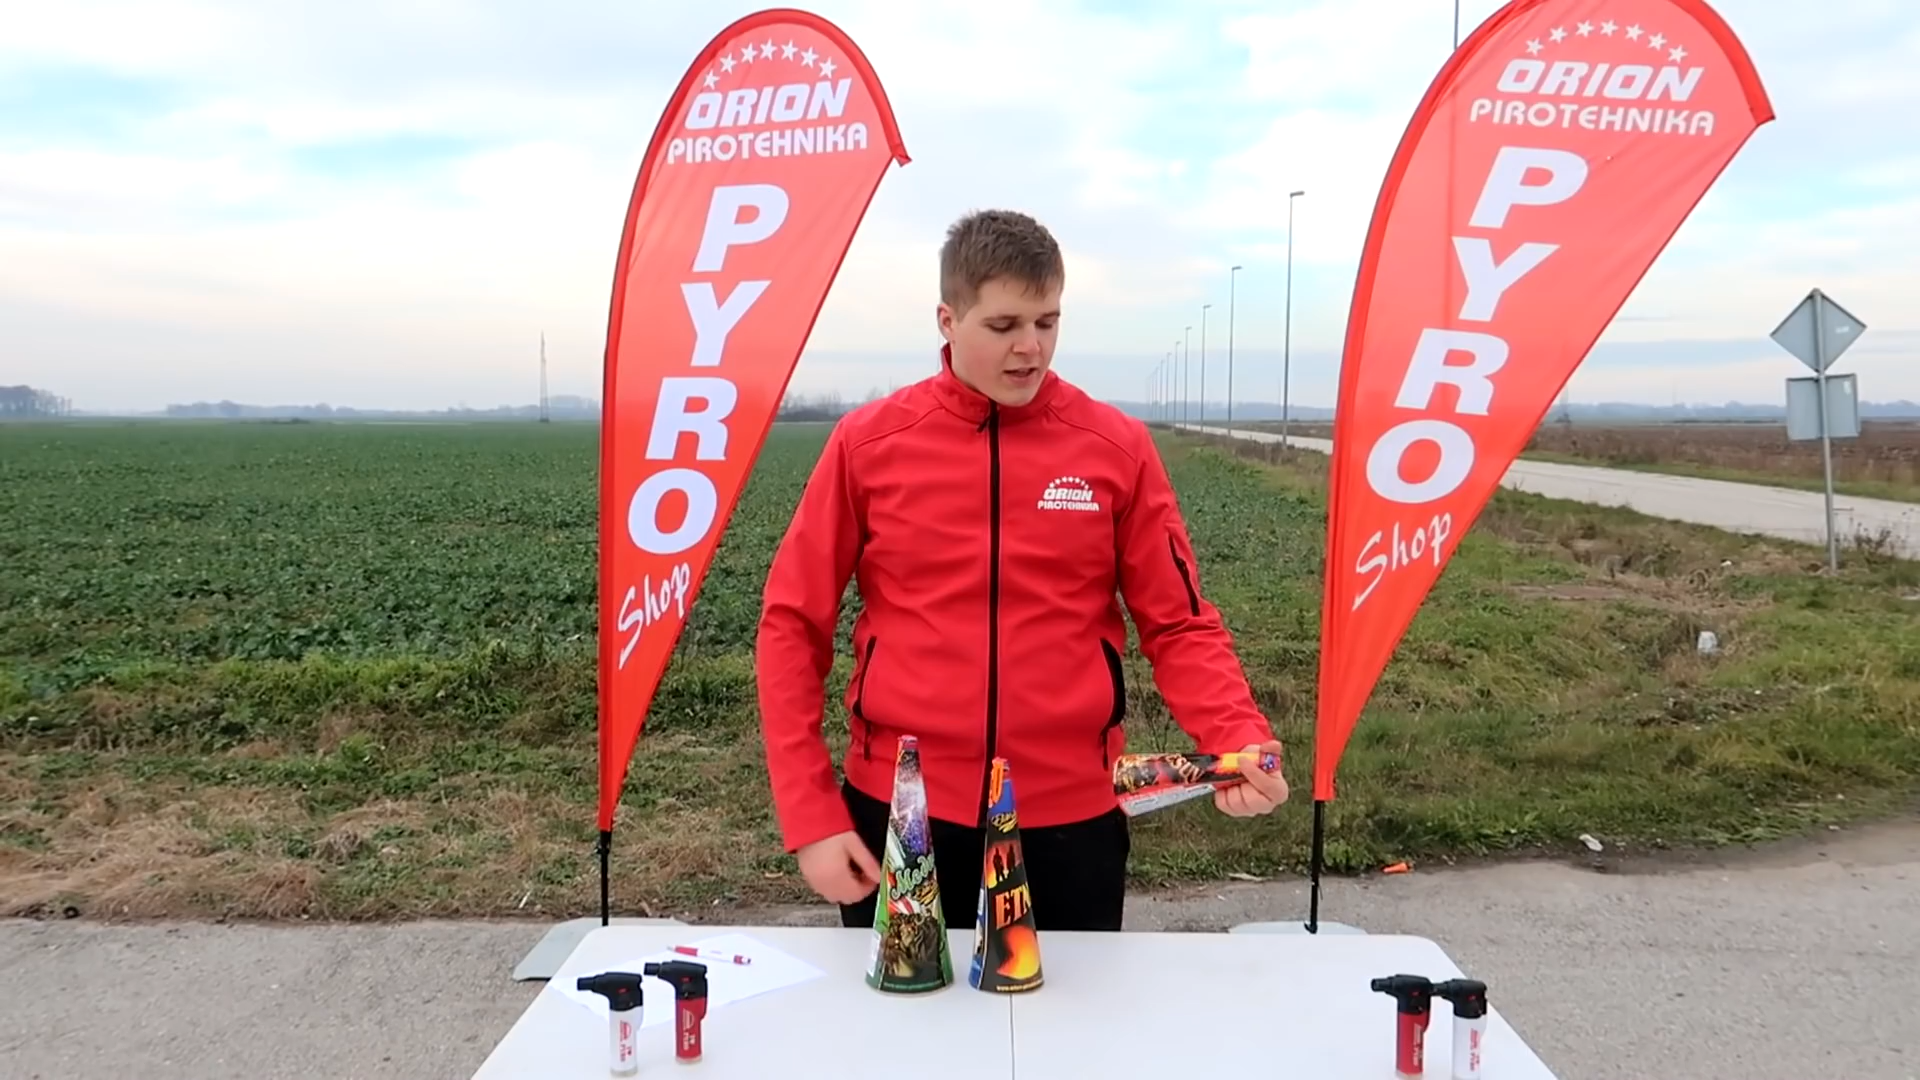 ORION
PIROTEHNIKA
PYRO
Shop
ORION
PIROTEHNIKA
PYRO
Shop
ORION
PIROTEHNIKA
ETN